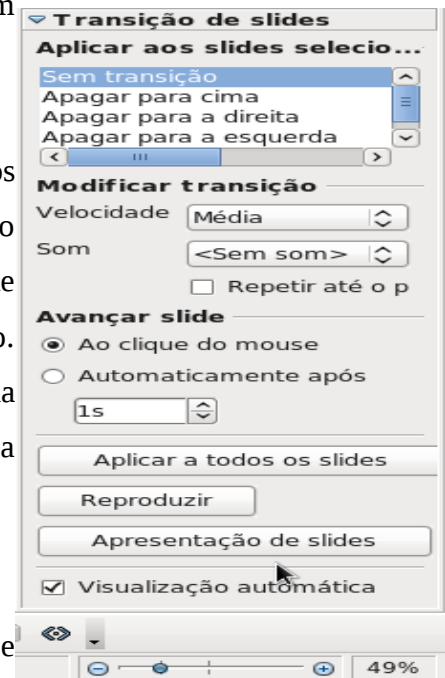 m
Transição de slides
Aplicar aos slides selecio...
Sem transição
Apagar para cima
Apagar para a direita
Apagar para a esquerda
os
Modificar transição
Velocidade Média
o
Som <Sem som>
e
Repetir até o p
Avançar slide
o.
Ao clique do mouse
Automaticamente após
a
1s
a
Aplicar a todos os slides
Reproduzir
Apresentação de slides
Visualização automática
e
49%